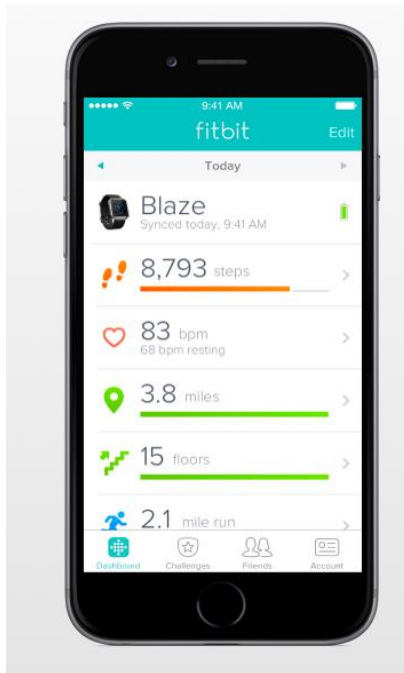 9:41 AM
fitbit
Edit
Today
Blaze
Synced today, 9:41 AM
8,793 steps
83 bpm
68 bpm resting
3.8 miles
15 floors
2.1 mile run
Dashboard Challenges Friends Account